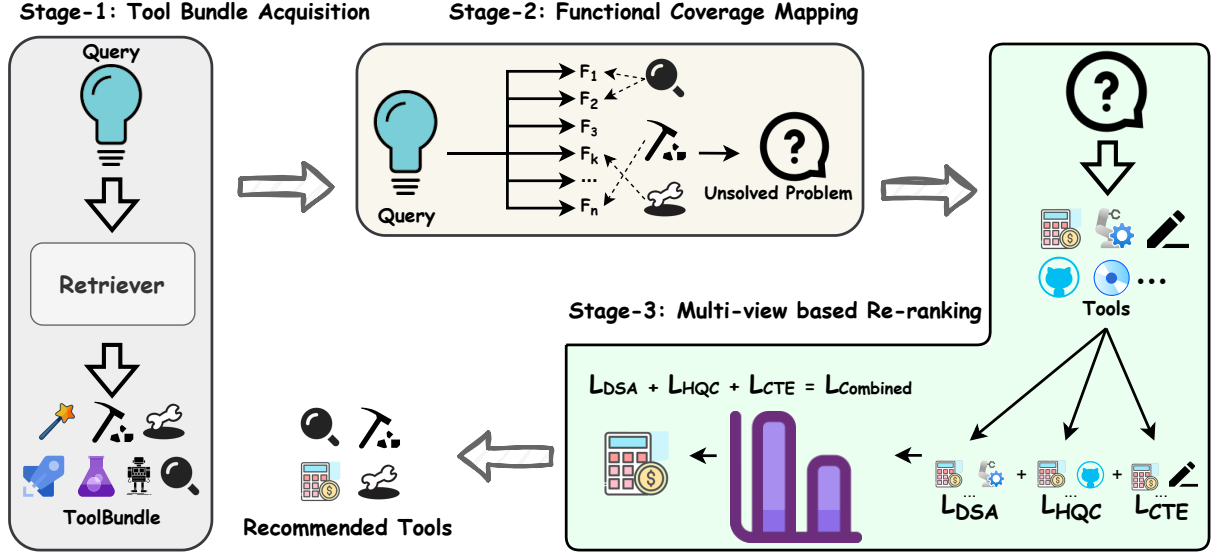 Stage-1: Tool Bundle Acquisition
Query
Retriever
ToolBundle
Stage-2: Functional Coverage Mapping
Query
F1
F2
F3
Fk
...
Fn
Unsolved Problem
?
?
C
$
...
Tools
Stage-3: Multi-view based Re-ranking
LDSA + LHQC + LCTE = LCombined
$
$ ... C + $ ... + $ ...
LDSA LHQC LCTE
$
Recommended Tools